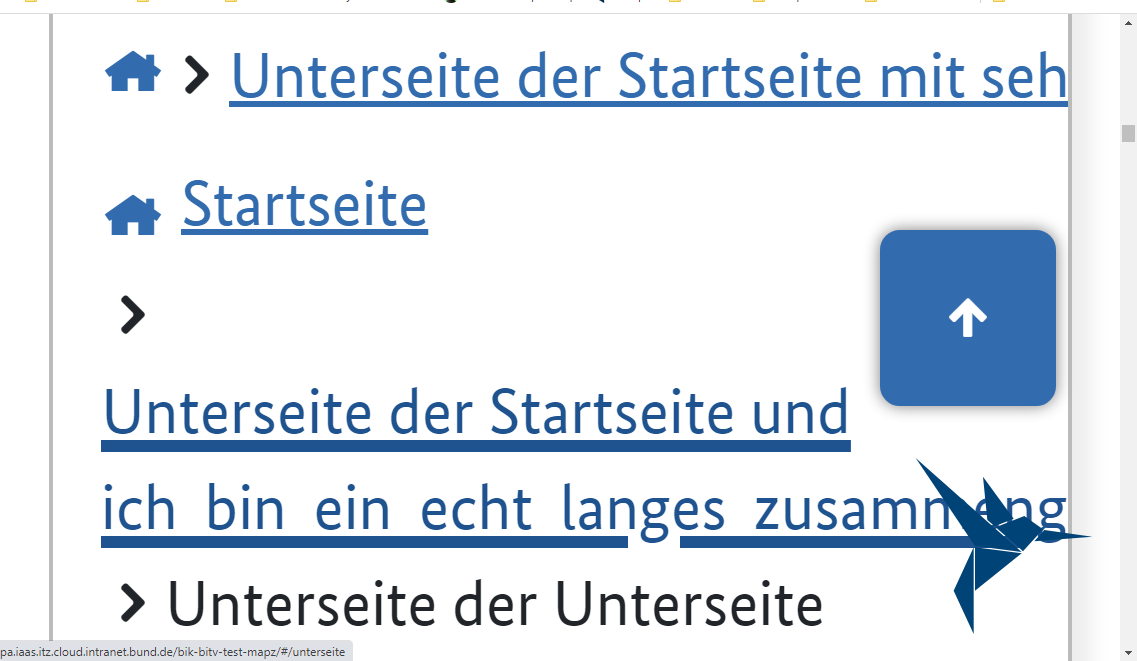 Unterseite der Startseite mit seh
Startseite
Unterseite der Startseite und
ich bin ein echt langes zusammeng
Unterseite der Unterseite
pa.iaas.itz.cloud.intranet.bund.de/bik-bitv-test-mapz/#/unterseite